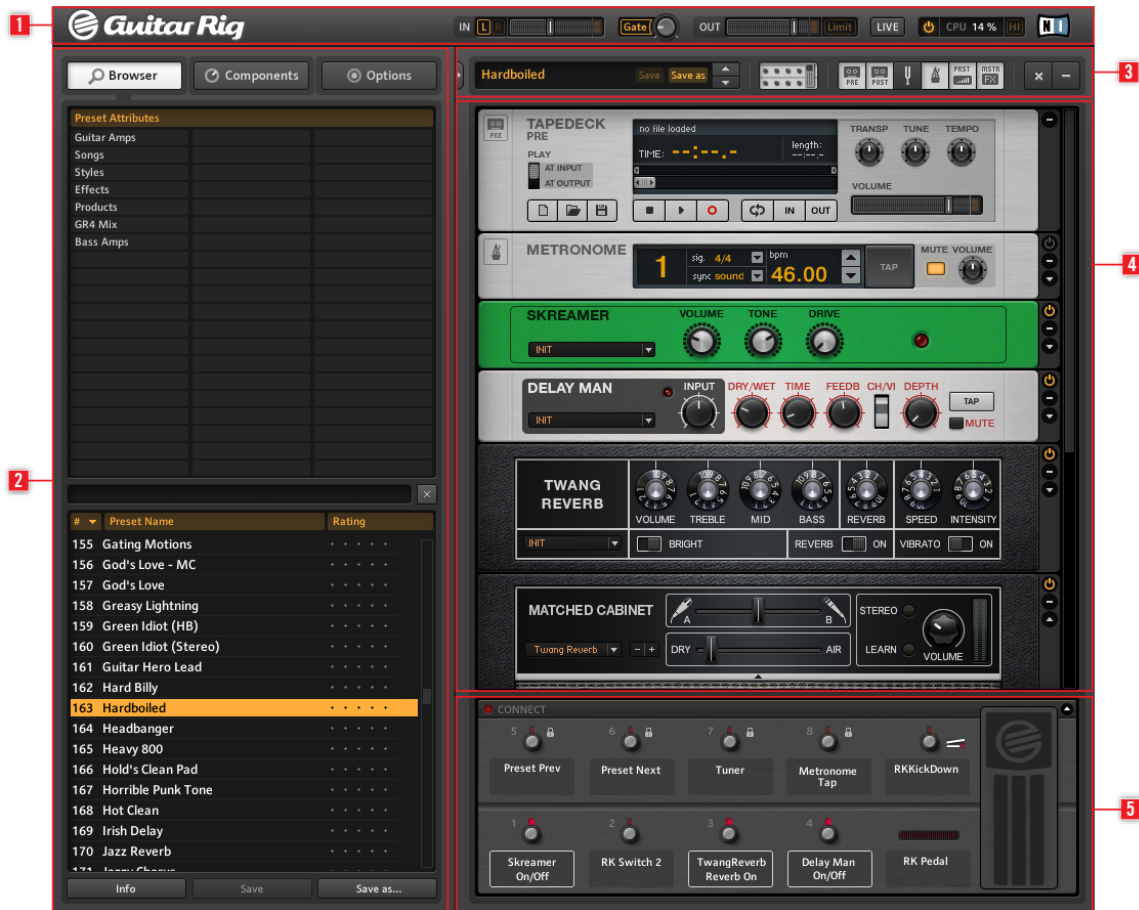 1
Guitar Rig
IN L R
Gate
OUT
Limit
LIVE
CPU 14 % HI
N I
2
Browser
Components
Options
Preset Attributes
Guitar Amps
Songs
Styles
Effects
Products
GR4 Mix
Bass Amps
# Preset Name Rating
155 Gating Motions
156 God's Love - MC
157 God's Love
158 Greasy Lightning
159 Green Idiot (HB)
160 Green Idiot (Stereo)
161 Guitar Hero Lead
162 Hard Billy
163 Hardboiled
164 Headbanger
165 Heavy 800
166 Hold's Clean Pad
167 Horrible Punk Tone
168 Hot Clean
169 Irish Delay
170 Jazz Reverb
171 Jazzy Chorus
Info
Save
Save as...
3
Hardboiled
Save
Save as
PRE
POST
PRST
MSTR
FX
4
PRE
TAPEDECK
PRE
PLAY
AT INPUT
AT OUTPUT
no file loaded
TIME: --:--.-
length:
--:--.-
IN
OUT
TRANSP TUNE TEMPO
VOLUME
METRONOME
1
sig. 4/4
sync sound
bpm
46.00
TAP
MUTE VOLUME
SKREAMER
INIT
VOLUME TONE DRIVE
DELAY MAN
INIT
INPUT
DRY/WET TIME FEEDB CH/VI DEPTH
TAP
MUTE
TWANG
REVERB
INIT
VOLUME TREBLE MID BASS REVERB SPEED INTENSITY
BRIGHT
REVERB ON
VIBRATO ON
MATCHED CABINET
Twang Reverb - +
A B
DRY AIR
STEREO
LEARN
VOLUME
5
CONNECT
5 6 7 8
Preset Prev
Preset Next
Tuner
Metronome
Tap
RKKickDown
1 2 3 4
Skreamer
On/Off
RK Switch 2
TwangReverb
Reverb On
Delay Man
On/Off
RK Pedal